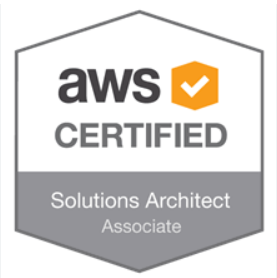 aws
CERTIFIED
Solutions Architect
Associate